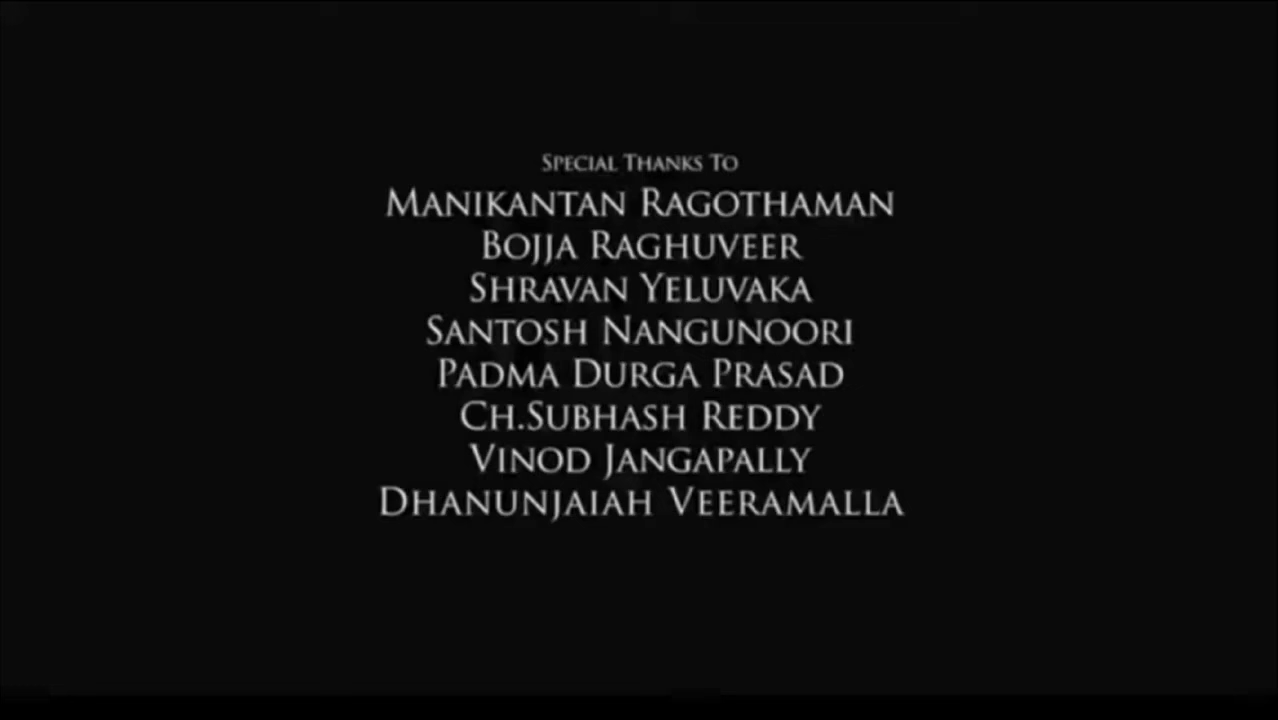 Special Thanks To
Manikantan Ragothaman
Bojja Raghuveer
Shravan Yeluvaka
Santosh Nangunoori
Padma Durga Prasad
Ch.Subhash Reddy
Vinod Jangapally
Dhanunjaiah Veeramalla